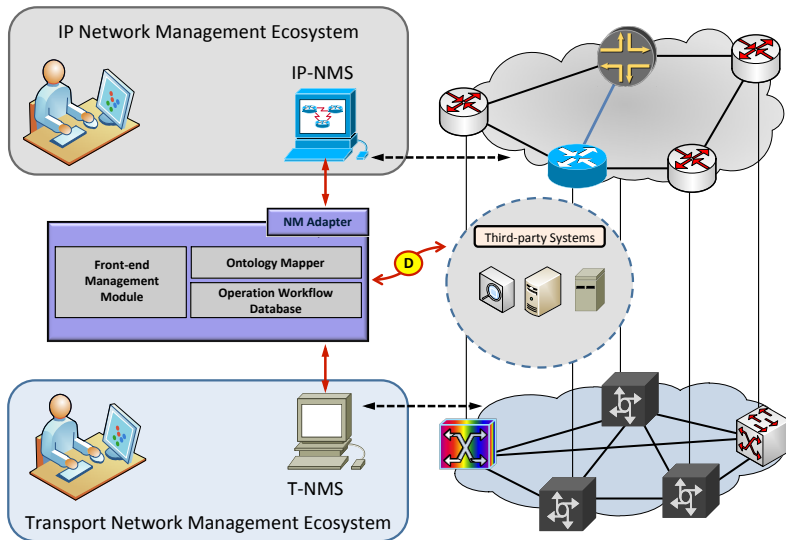 IP Network Management Ecosystem
IP-NMS
NM Adapter
Front-end
Management
Module
Ontology Mapper
Operation Workflow
Database
D
Third-party Systems
T-NMS
Transport Network Management Ecosystem